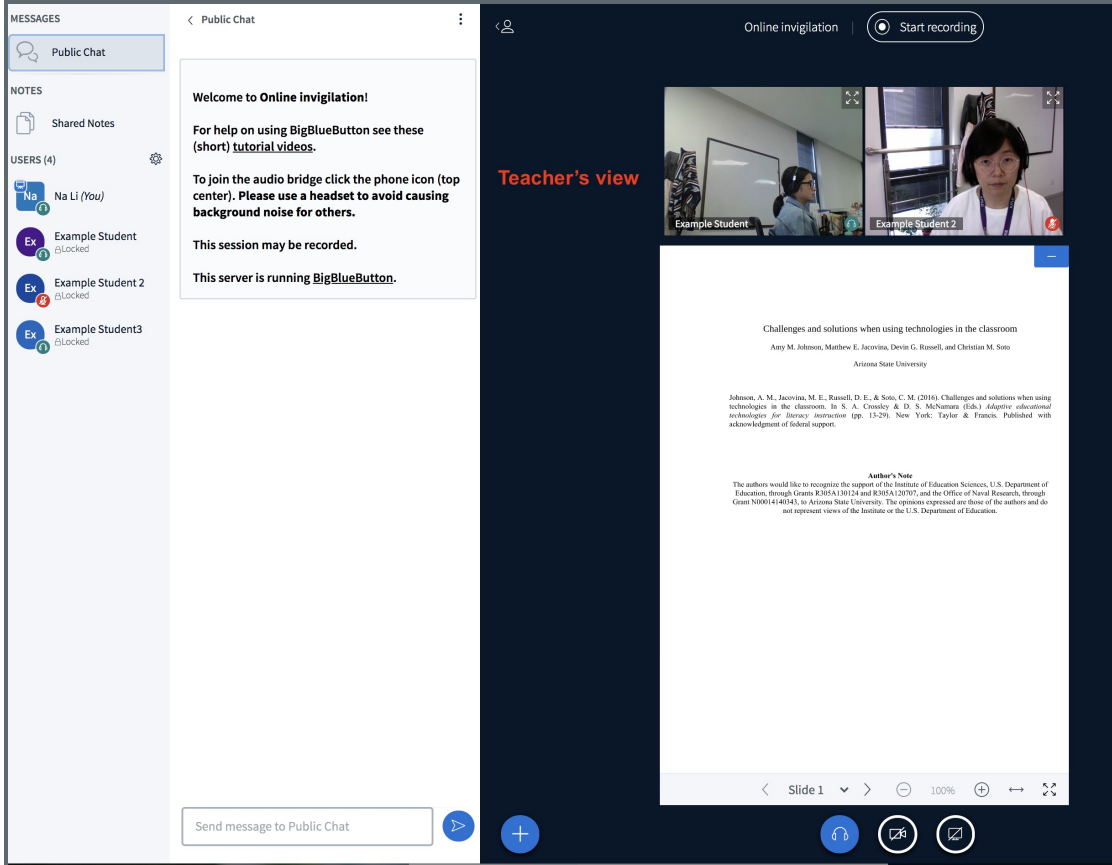 MESSAGES
Public Chat
NOTES
Shared Notes
USERS (4)
Na
Na Li (You)
Ex
Example Student
Locked
Ex
Example Student 2
Locked
Ex
Example Student3
Locked
Public Chat
Welcome to Online invigilation!
For help on using BigBlueButton see these
(short) tutorial videos.
To join the audio bridge click the phone icon (top
center). Please use a headset to avoid causing
background noise for others.
This session may be recorded.
This server is running BigBlueButton.
Send message to Public Chat
Online invigilation
Start recording
Teacher's view
Example Student
Example Student 2
Challenges and solutions when using technologies in the classroom
Amy M. Johnson, Matthew E. Jacovina, Devin G. Russell, and Christian M. Soto
Arizona State University
Johnson, A. M., Jacovina, M. E., Russell, D. E., & Soto, C. M. (2016). Challenges and solutions when using
technologies in the classroom. In S. A. Crossley & D. S. McNamara (Eds.) Adaptive educational
technologies for literacy instruction (pp. 13-29). New York: Taylor & Francis. Published with
acknowledgment of federal support.
Author's Note
The authors would like to recognize the support of the Institute of Education Sciences, U.S. Department of
Education, through Grants R305A130124 and R305A120707, and the Office of Naval Research, through
Grant N00014140343, to Arizona State University. The opinions expressed are those of the authors and do
not represent views of the Institute or the U.S. Department of Education.
Slide 1
100%